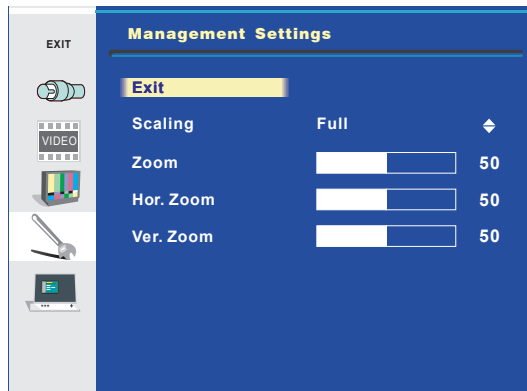 EXIT
Management Settings
Exit
Scaling Full
VIDEO
Zoom 50
Hor. Zoom 50
Ver. Zoom 50